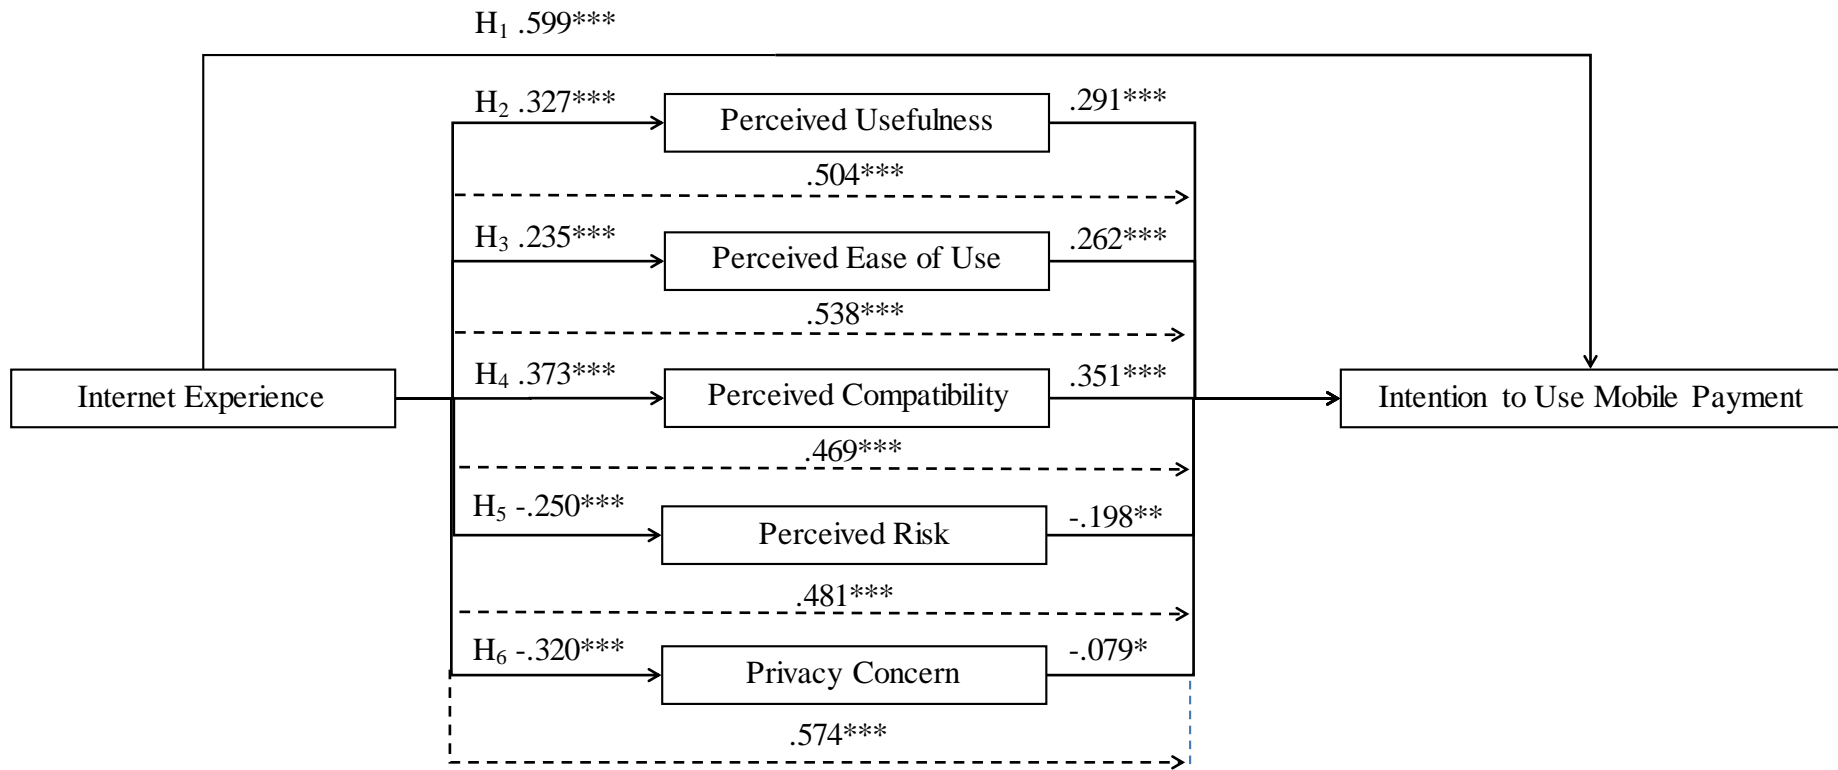 H₁ .599***
H₂ .327***
.291***
Perceived Usefulness
.504***
H₃ .235***
.262***
Perceived Ease of Use
.538***
H₄ .373***
.351***
Internet Experience
Perceived Compatibility
Intention to Use Mobile Payment
.469***
H₅ -.250***
-.198**
Perceived Risk
.481***
H₆ -.320***
-.079*
Privacy Concern
.574***